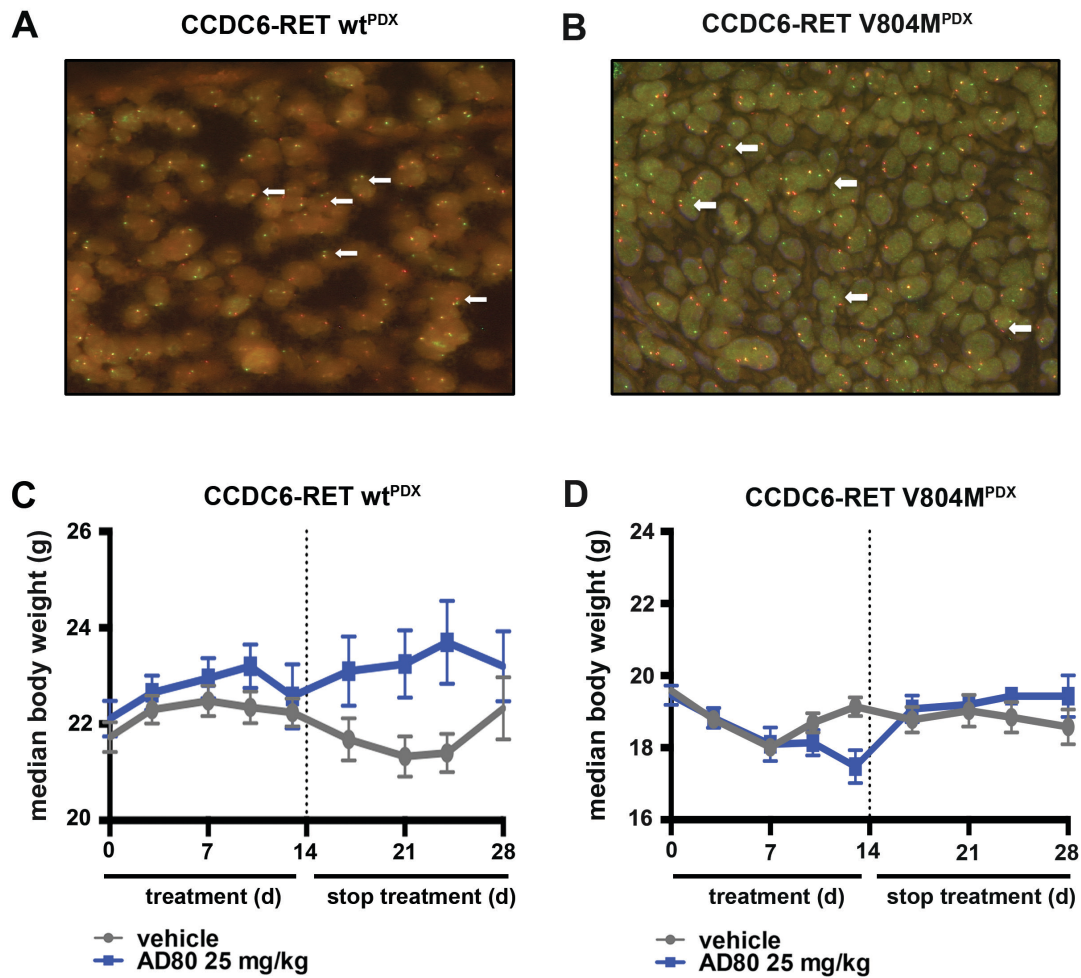 A
CCDC6-RET wtPDX
B
CCDC6-RET V804MPDX
C
CCDC6-RET wtPDX
median body weight (g)
26
24
22
20
0
7
14
21
28
treatment (d)
stop treatment (d)
vehicle
AD80 25 mg/kg
D
CCDC6-RET V804MPDX
median body weight (g)
24
22
20
18
16
0
7
14
21
28
treatment (d)
stop treatment (d)
vehicle
AD80 25 mg/kg